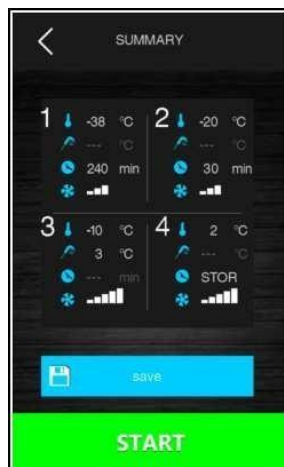 SUMMARY
1 -38 °C
--- °C
240 min
2 -20 °C
--- °C
30 min
3 -10 °C
3 °C
--- min
4 2 °C
--- °C
STOR
save
START